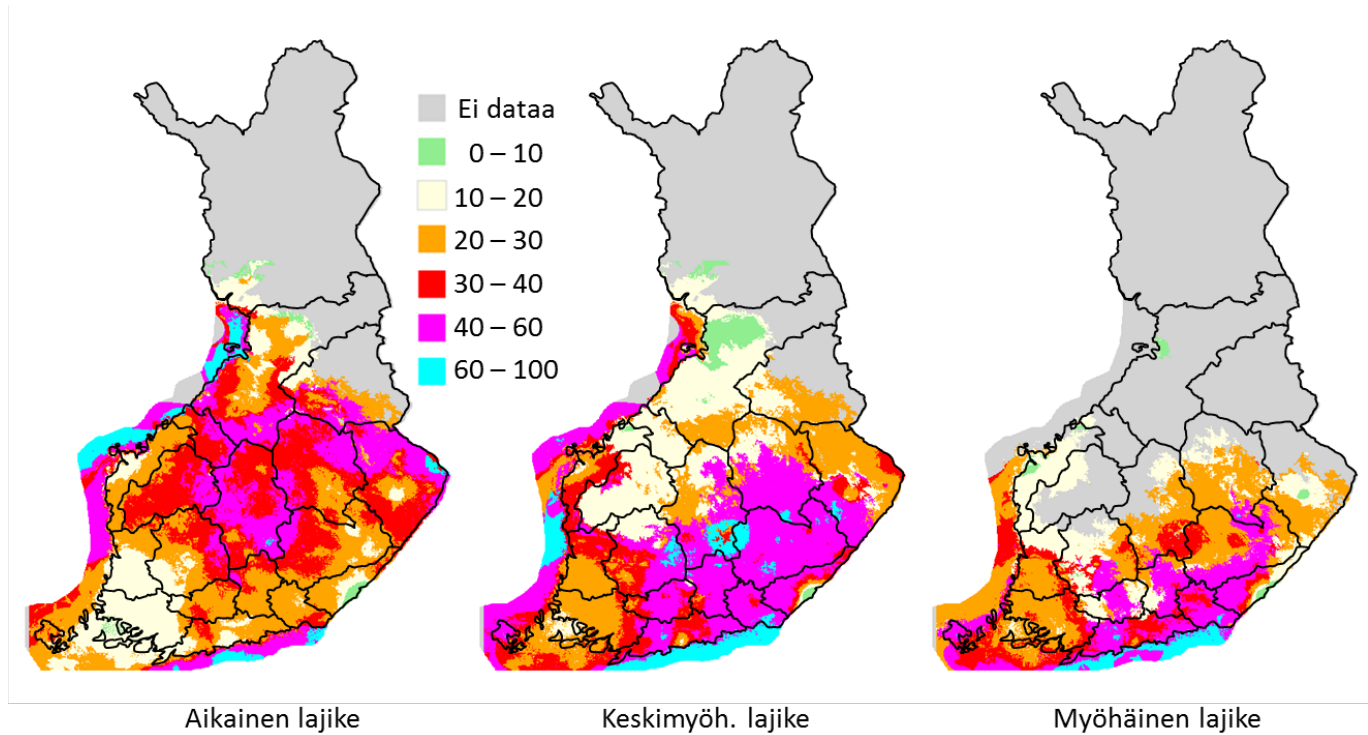 Ei dataa
0 – 10
10 – 20
20 – 30
30 – 40
40 – 60
60 – 100
Aikainen lajike
Keskimyöh. lajike
Myöhäinen lajike